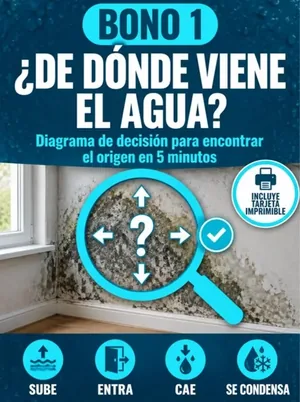 BONO 1
¿DE DÓNDE VIENE
EL AGUA?
Diagrama de decisión para encontrar
el origen en 5 minutos
INCLUYE
TARJETA
IMPRIMIBLE
?
SUBE
ENTRA
CAE
SE CONDENSA